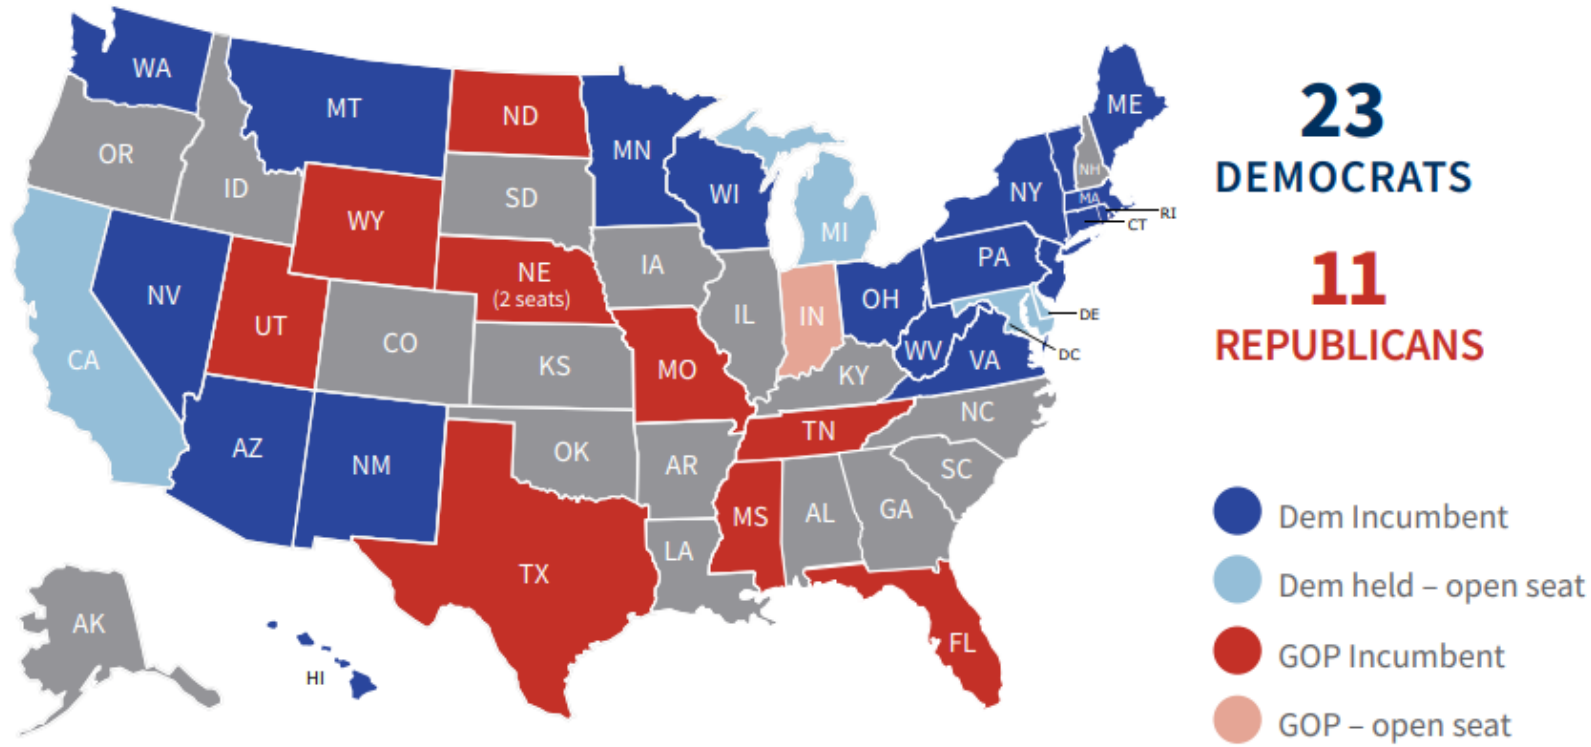 WA
MT
ND
MN
ME
OR
ID
WY
SD
WI
MI
NY
NH
MA
RI
CT
NV
UT
NE
(2 seats)
IA
PA
CA
CO
KS
MO
IL
IN
OH
WV
VA
KY
DE
DC
AZ
NM
OK
AR
TN
NC
SC
TX
LA
MS
AL
GA
FL
AK
HI
23
DEMOCRATS
11
REPUBLICANS
Dem Incumbent
Dem held – open seat
GOP Incumbent
GOP – open seat